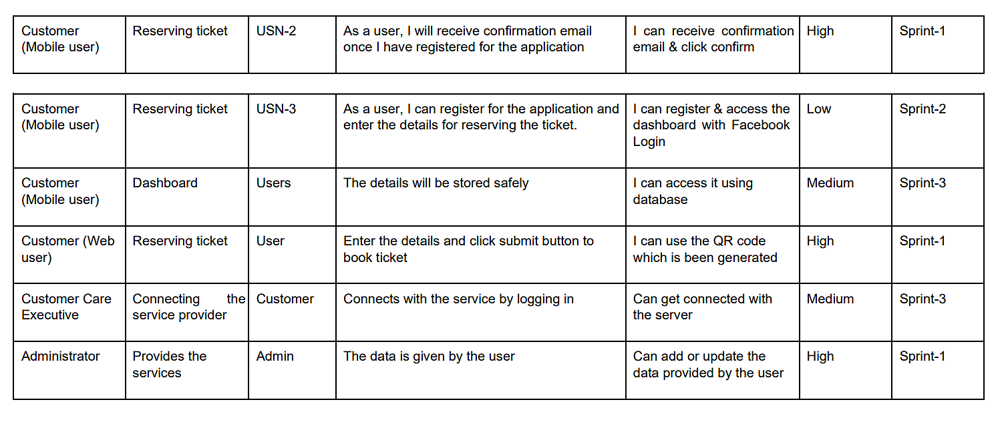 Customer (Mobile user)
Reserving ticket
USN-2
As a user, I will receive confirmation email
once I have registered for the application
I can receive confirmation
email & click confirm
High
Sprint-1
Customer
(Mobile user)
Reserving ticket
USN-3
As a user, I can register for the application and
enter the details for reserving the ticket.
I can register & access the
dashboard with Facebook
Login
Low
Sprint-2
Customer
(Mobile user)
Dashboard
Users
The details will be stored safely
I can access it using
database
Medium
Sprint-3
Customer (Web
user)
Reserving ticket
User
Enter the details and click submit button to
book ticket
I can use the QR code
which is been generated
High
Sprint-1
Customer Care
Executive
Connecting the
service provider
Customer
Connects with the service by logging in
Can get connected with
the server
Medium
Sprint-3
Administrator
Provides the
services
Admin
The data is given by the user
Can add or update the
data provided by the user
High
Sprint-1